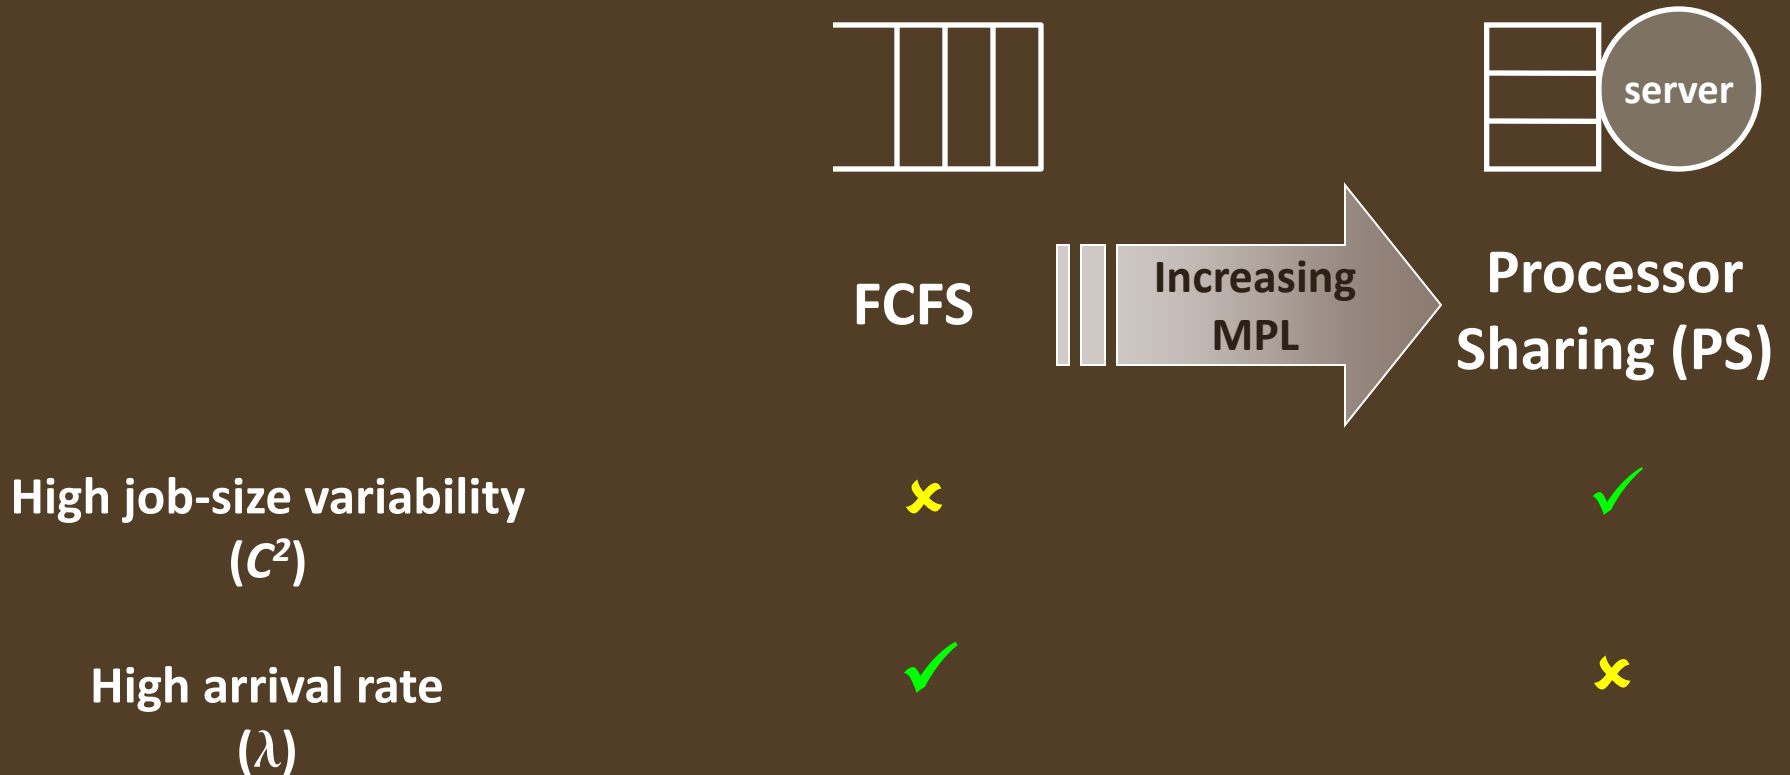 server
FCFS
Increasing
MPL
Processor
Sharing (PS)
High job-size variability
(C²)
✘
✓
High arrival rate
(λ)
✓
✘